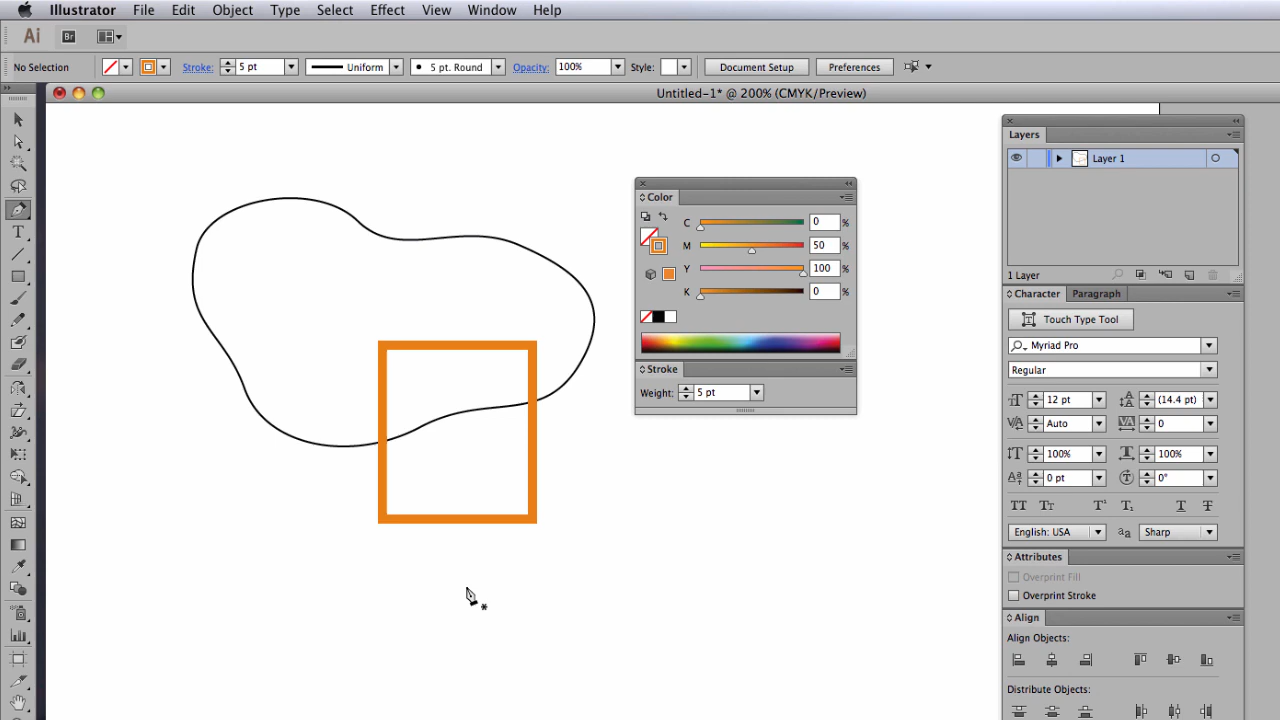 Illustrator File Edit Object Type Select Effect View Window Help
Ai Br
No Selection Stroke: 5 pt Uniform 5 pt. Round Opacity: 100% Style: Document Setup Preferences
Untitled-1* @ 200% (CMYK/Preview)
Layers
Layer 1
1 Layer
Color
C 0 %
M 50 %
Y 100 %
K 0 %
Stroke
Weight: 5 pt
Character Paragraph
Touch Type Tool
Myriad Pro
Regular
12 pt (14.4 pt)
Auto 0
100% 100%
0 pt 0°
TT Tt T¹ T₁ T T
English: USA Sharp
Attributes
Overprint Fill
Overprint Stroke
Align
Align Objects:
Distribute Objects: